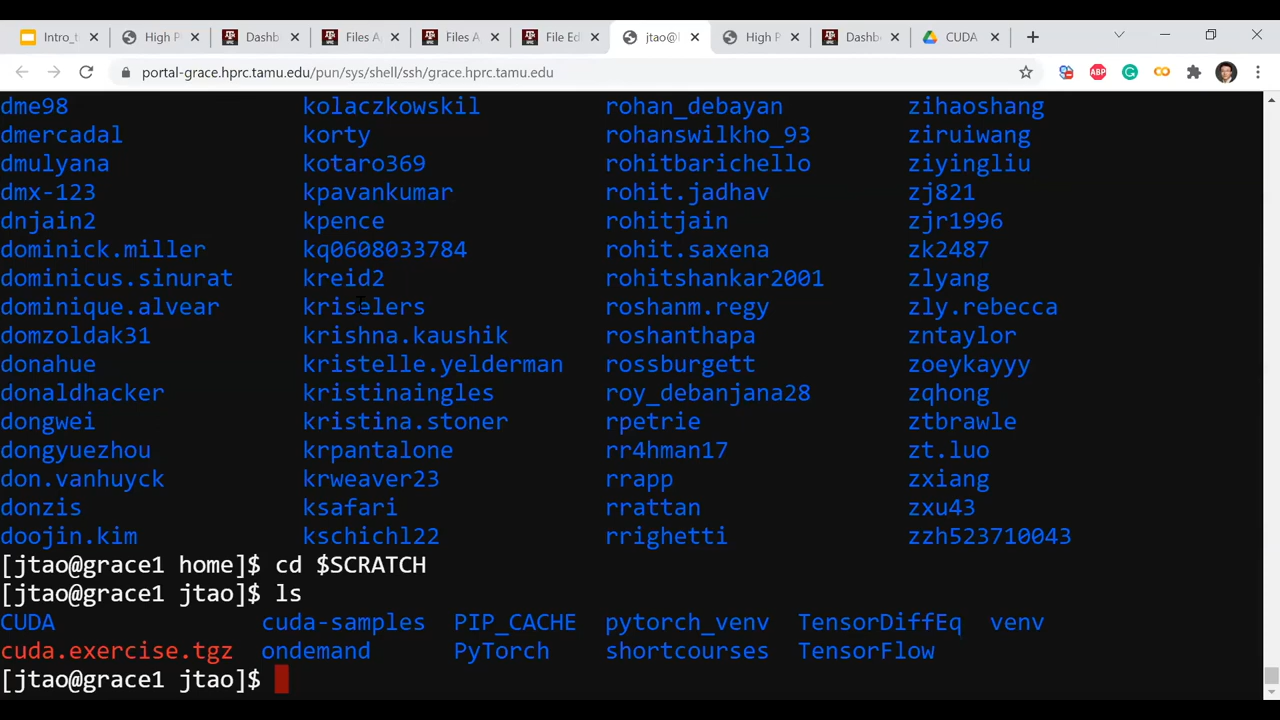 Intro_t High P Dashb Files A Files A File Ed jtao@l High P Dashb CUDA
portal-grace.hprc.tamu.edu/pun/sys/shell/ssh/grace.hprc.tamu.edu
ABP
dme98 kolaczkowskil rohan_debayan zihaoshang
dmercadal korty rohanswilkho_93 ziruiwang
dmulyana kotaro369 rohitbarichello ziyingliu
dmx-123 kpavankumar rohit.jadhav zj821
dnjain2 kpence rohitjain zjr1996
dominick.miller kq0608033784 rohit.saxena zk2487
dominicus.sinurat kreid2 rohitshankar2001 zlyang
dominique.alvear kriselers roshanm.regy zly.rebecca
domzoldak31 krishna.kaushik roshanthapa zntaylor
donahue kristelle.yelderman rossburgett zoeykayyy
donaldhacker kristinaingles roy_debanjana28 zqhong
dongwei kristina.stoner rpetrie ztbrawle
dongyuezhou krpantalone rr4hman17 zt.luo
don.vanhuyck krweaver23 rrapp zxiang
donzis ksafari rrattan zxu43
doojin.kim kschichl22 rrighetti zzh523710043
[jtao@grace1 home]$ cd $SCRATCH
[jtao@grace1 jtao]$ ls
CUDA cuda-samples PIP_CACHE pytorch_venv TensorDiffEq venv
cuda.exercise.tgz ondemand PyTorch shortcourses TensorFlow
[jtao@grace1 jtao]$